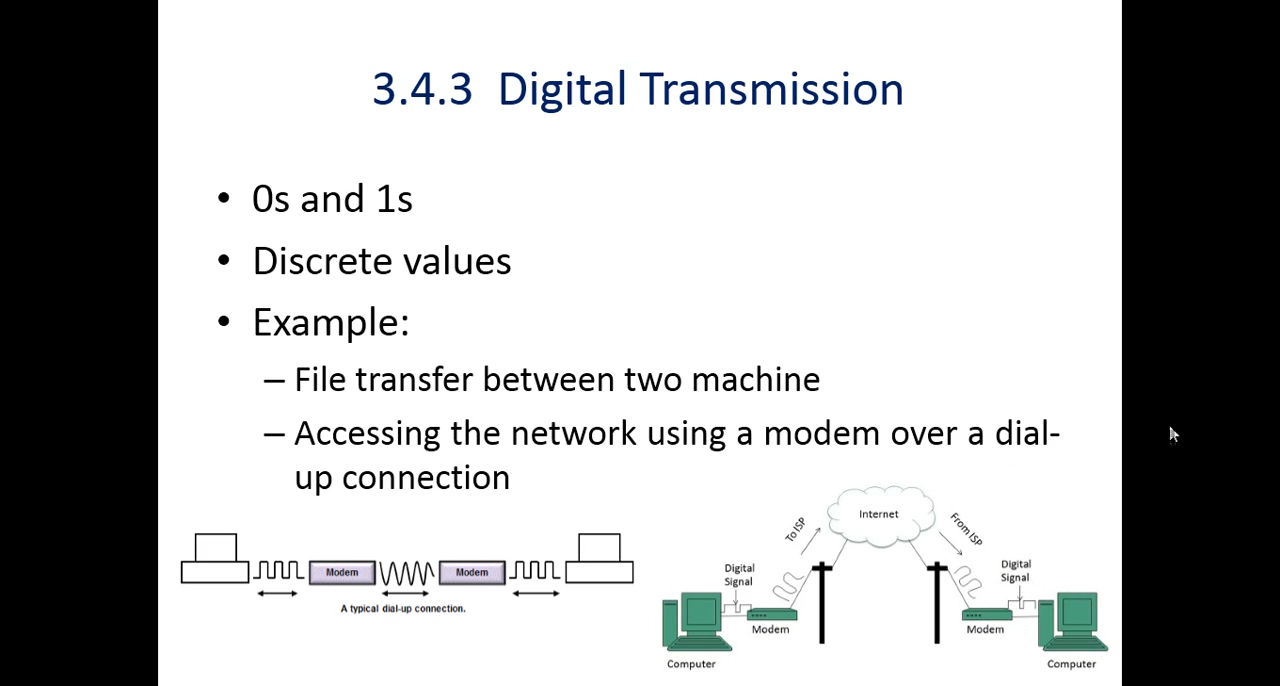 3.4.3 Digital Transmission
• 0s and 1s
• Discrete values
• Example:
– File transfer between two machine
– Accessing the network using a modem over a dial-
up connection
Modem
Modem
A typical dial-up connection.
Internet
To ISP
From ISP
Digital
Signal
Digital
Signal
Modem
Modem
Computer
Computer